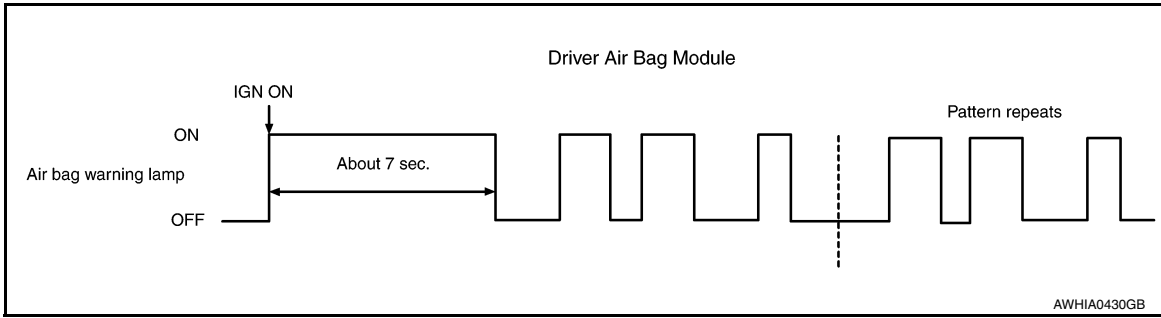 Driver Air Bag Module
IGN ON
Pattern repeats
ON
About 7 sec.
Air bag warning lamp
OFF
AWHIA0430GB